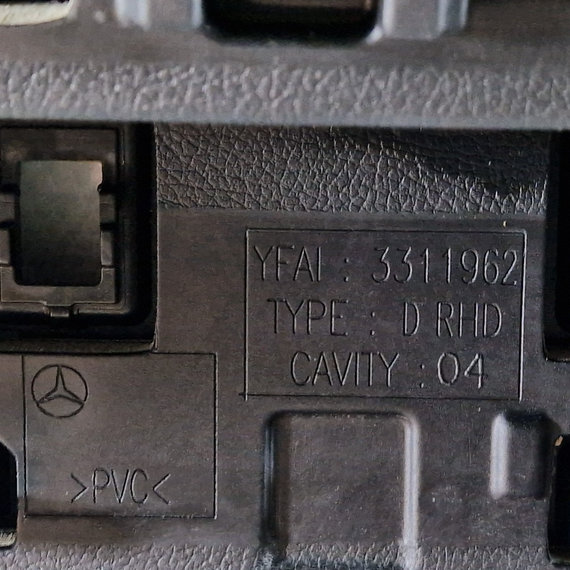 YFAI : 3311962
TYPE : D RHD
CAVITY : 04
>PVC<